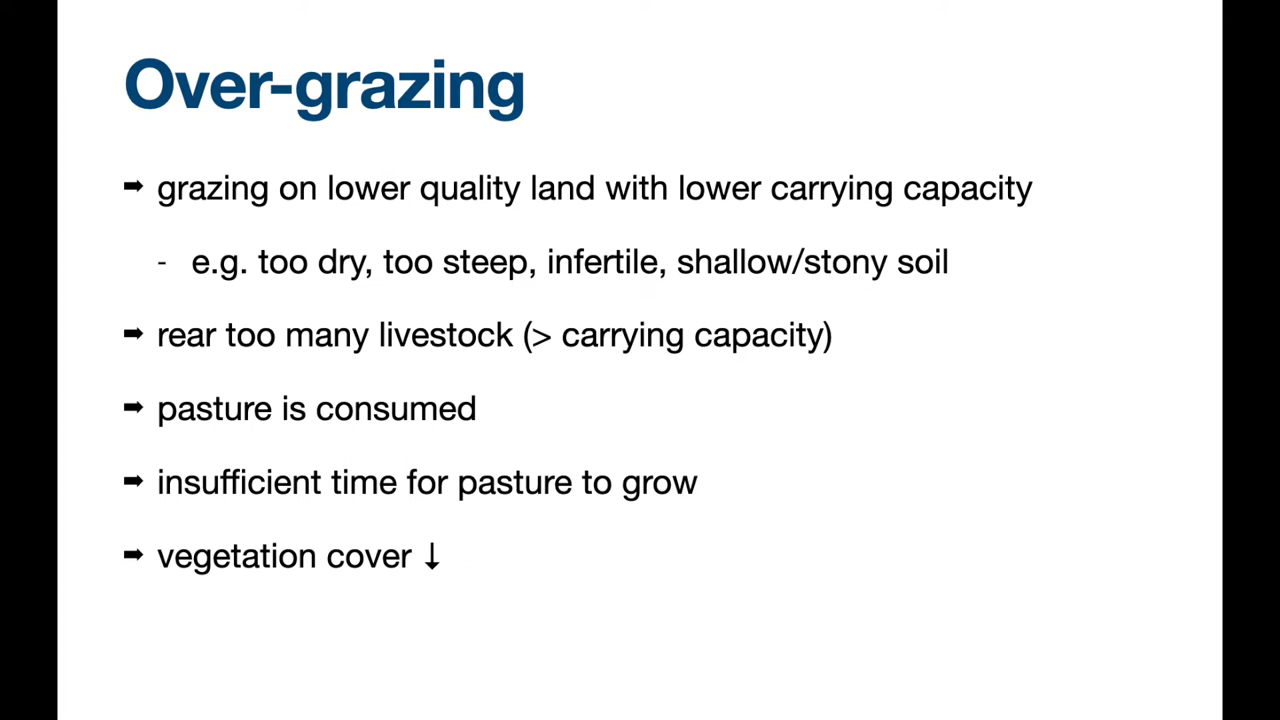 Over-grazing
➡ grazing on lower quality land with lower carrying capacity
- e.g. too dry, too steep, infertile, shallow/stony soil
➡ rear too many livestock (> carrying capacity)
➡ pasture is consumed
➡ insufficient time for pasture to grow
➡ vegetation cover ↓